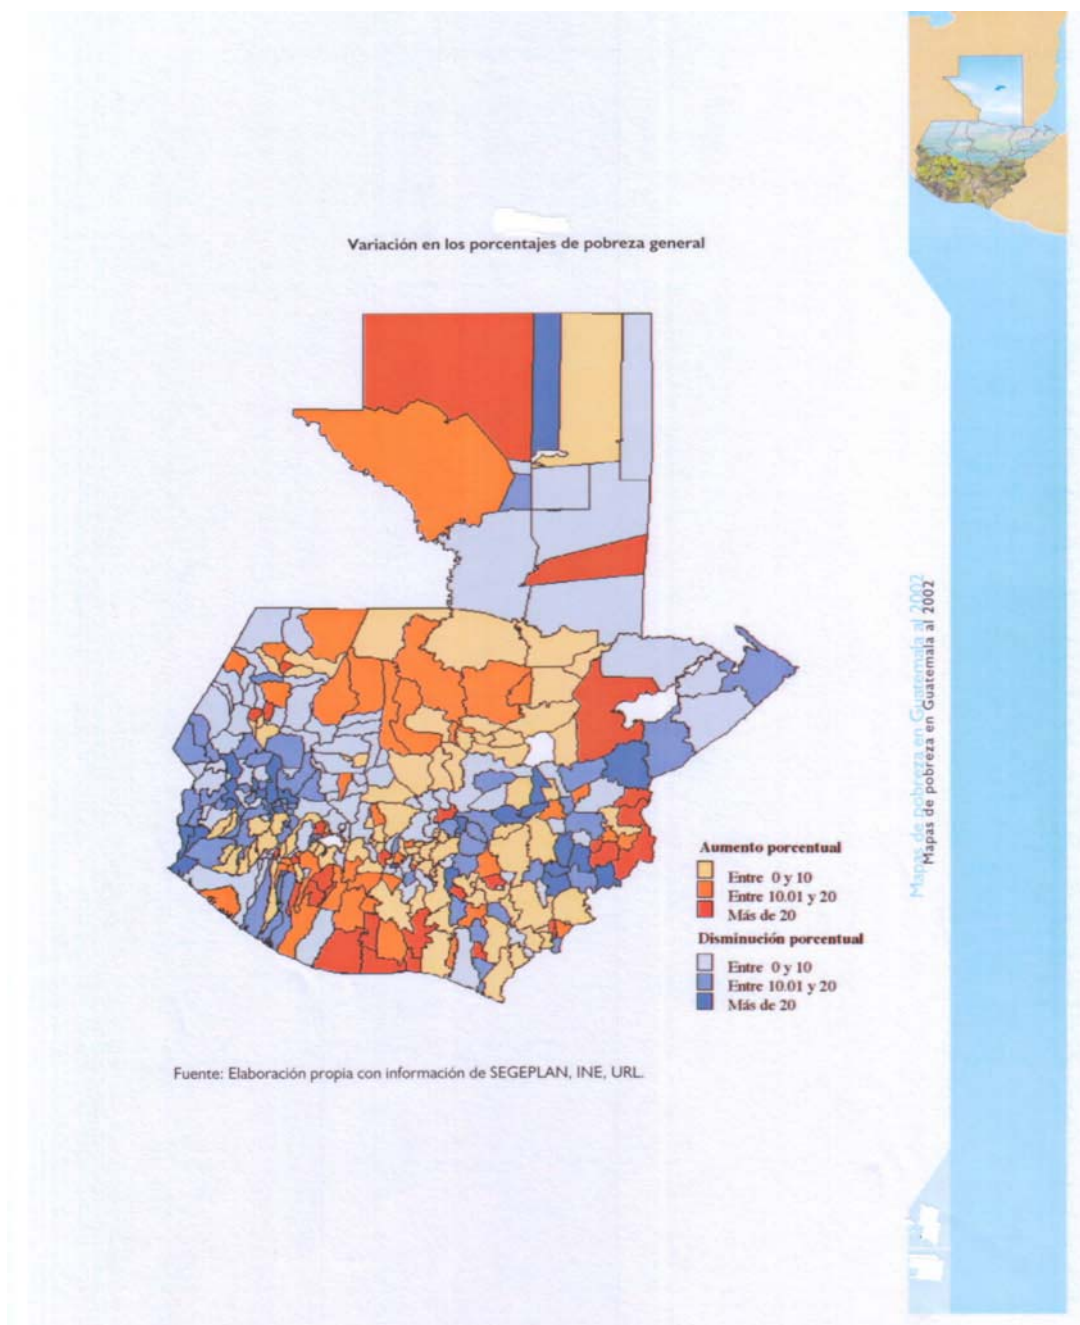 Variación en los porcentajes de pobreza general
Aumento porcentual
Entre 0 y 10
Entre 10.01 y 20
Más de 20
Disminución porcentual
Entre 0 y 10
Entre 10.01 y 20
Más de 20
Fuente: Elaboración propia con información de SEGEPLAN, INE, URL.
Mapas de pobreza en Guatemala al 2002
Mapas de pobreza en Guatemala al 2002